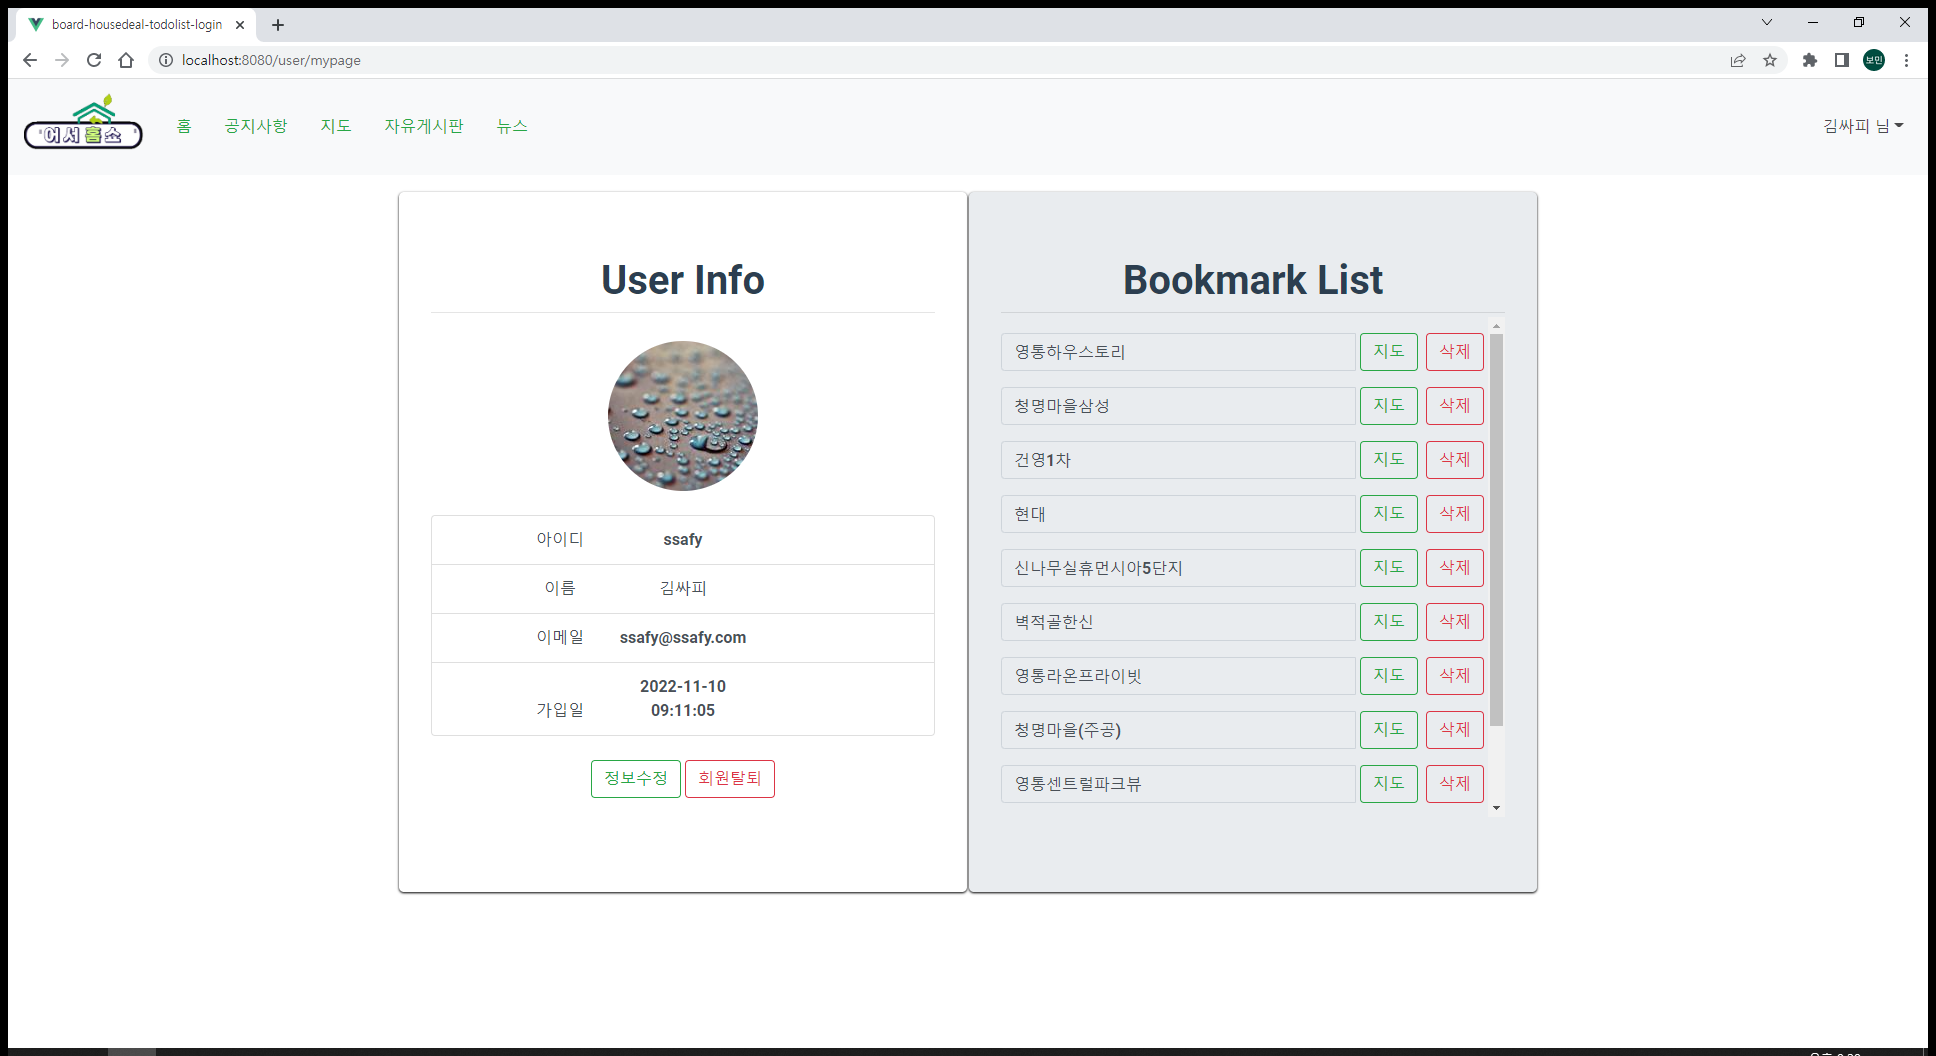 board-housedeal-todolist-login
localhost:8080/user/mypage
보민
어서홈소
홈 공지사항 지도 자유게시판 뉴스
김싸피 님
User Info
아이디 ssafy
이름 김싸피
이메일 ssafy@ssafy.com
2022-11-10
가입일 09:11:05
정보수정 회원탈퇴
Bookmark List
영통하우스토리 지도 삭제
청명마을삼성 지도 삭제
건영1차 지도 삭제
현대 지도 삭제
신나무실휴먼시아5단지 지도 삭제
벽적골한신 지도 삭제
영통라온프라이빗 지도 삭제
청명마을(주공) 지도 삭제
영통센트럴파크뷰 지도 삭제